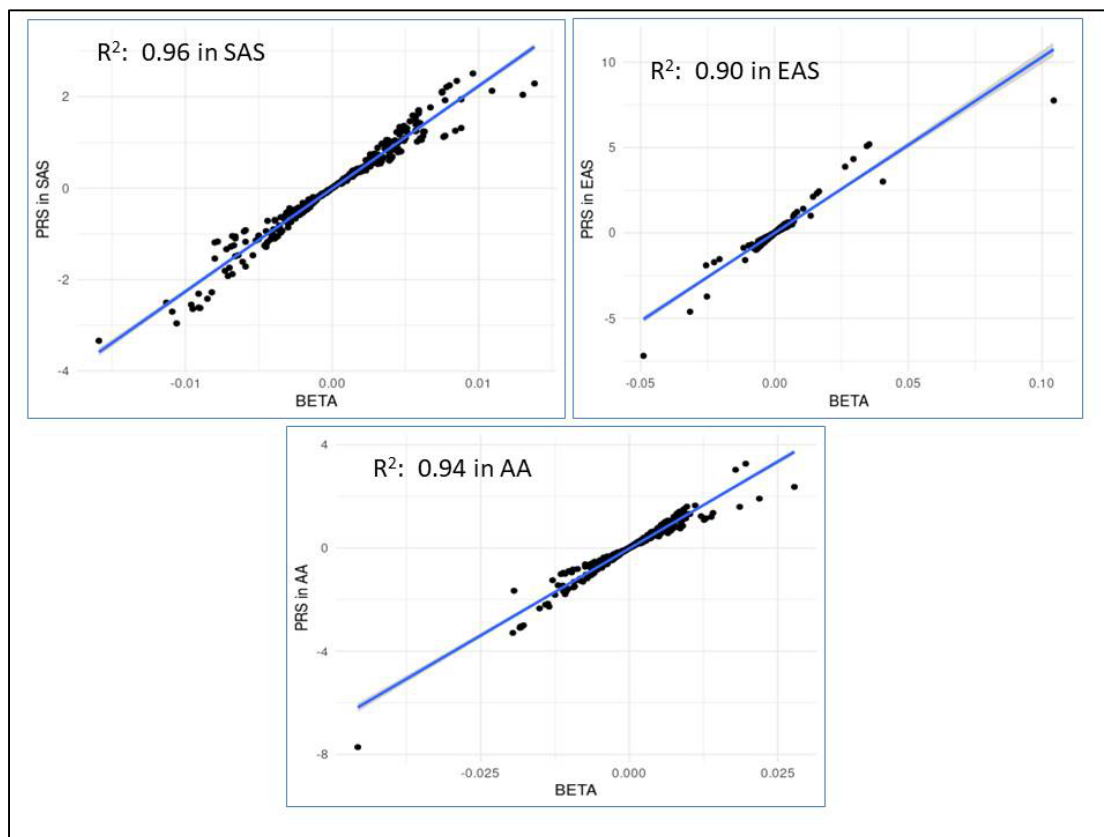 R²: 0.96 in SAS
PRS in SAS
2
0
-2
-4
-0.01
0.00
0.01
BETA
R²: 0.90 in EAS
PRS in EAS
10
5
0
-5
-0.05
0.00
0.05
0.10
BETA
R²: 0.94 in AA
PRS in AA
4
0
-4
-8
-0.025
0.000
0.025
BETA